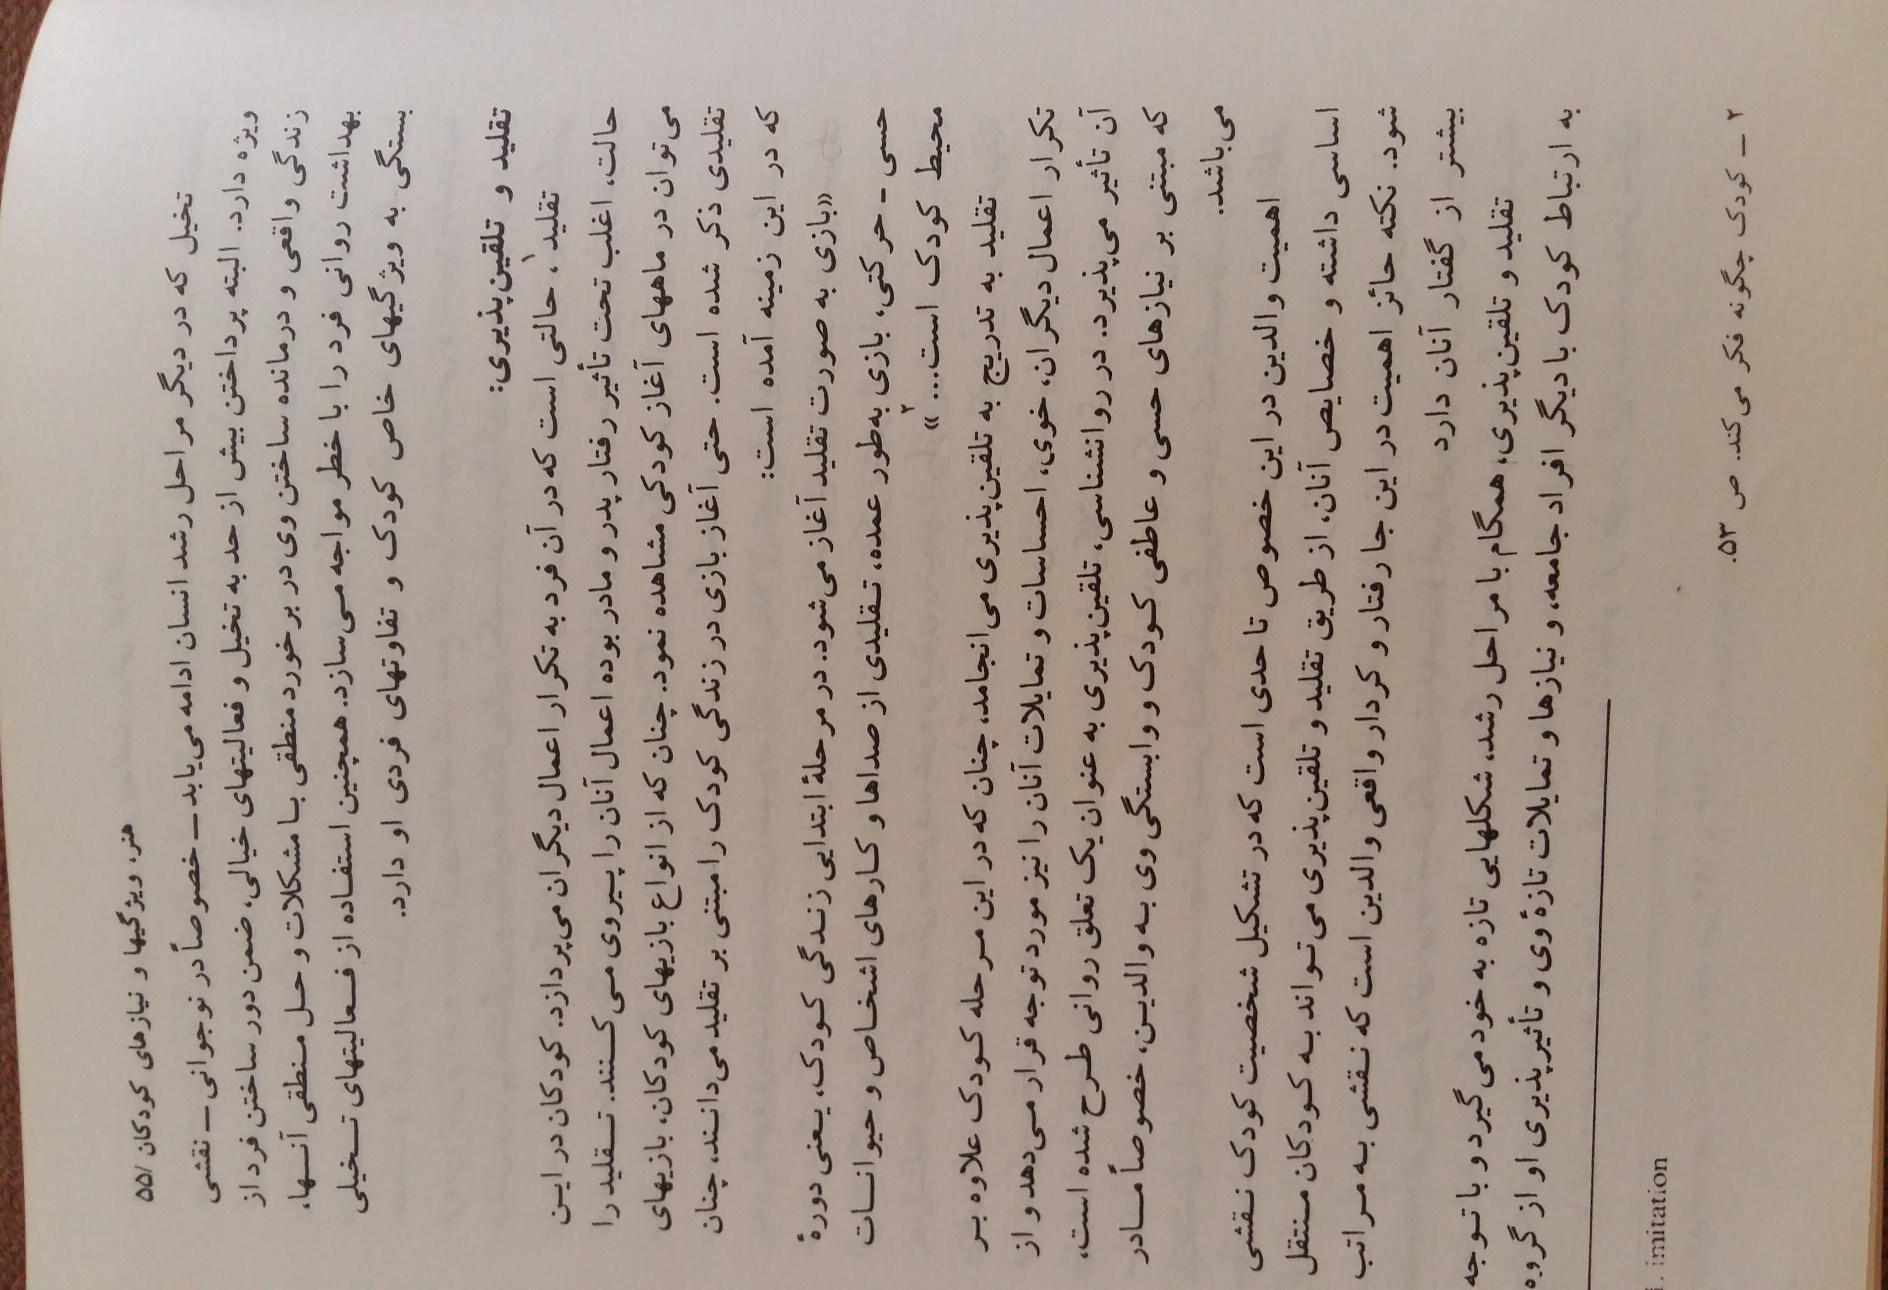 هنر، ویژگیها و نیازهای کودکان /۵۵
تخیل که در دیگر مراحل رشد انسان ادامه می‌یابد ــ خصوصاً در نوجوانی ــ نقشی
ویژه دارد. البته پرداختن بیش از حد به تخیل و فعالیتهای خیالی، ضمن دور ساختن فرد از
زندگی واقعی و درمانده ساختن وی در برخورد منطقی با مشکلات و حل منطقی آنها،
بهداشت روانی فرد را با خطر مواجه می‌سازد. همچنین استفاده از فعالیتهای تخیلی
بستگی به ویژگیهای خاص کودک و تفاوتهای فردی او دارد.
تقلید و تلقین‌پذیری:
تقلید۱، حالتی است که در آن فرد به تکرار اعمال دیگران می‌پردازد. کودکان در این
حالت، اغلب تحت تأثیر رفتار پدر و مادر بوده اعمال آنان را پیروی می‌کنند. تقلید را
می‌توان در ماههای آغاز کودکی مشاهده نمود. چنان که از انواع بازیهای کودکان، بازیهای
تقلیدی ذکر شده است. حتی آغاز بازی در زندگی کودک را مبتنی بر تقلید می‌دانند، چنان
که در این زمینه آمده است:
«بازی به صورت تقلید آغاز می‌شود. در مرحلهٔ ابتدایی زندگی کودک، یعنی دورهٔ
حسی - حرکتی، بازی به‌طور عمده، تقلیدی از صداها و کارهای اشخاص و حیوانات
محیط کودک است...»۲
تقلید به تدریج به تلقین‌پذیری می‌انجامد، چنان که در این مرحله کودک علاوه بر
تکرار اعمال دیگران، خوی، احساسات و تمایلات آنان را نیز مورد توجه قرار می‌دهد و از
آن تأثیر می‌پذیرد. در روانشناسی، تلقین‌پذیری به عنوان یک تعلق روانی طرح شده است،
که مبتنی بر نیازهای حسی و عاطفی کودک و وابستگی وی به والدین، خصوصاً مادر
می‌باشد.
اهمیت والدین در این خصوص تا حدی است که در تشکیل شخصیت کودک نقشی
اساسی داشته و خصایص آنان، از طریق تقلید و تلقین‌پذیری می‌تواند به کودکان منتقل
شود. نکته حائز اهمیت در این جا رفتار و کردار واقعی والدین است که نقشی به مراتب
بیشتر از گفتار آنان دارد
تقلید و تلقین‌پذیری، همگام با مراحل رشد، شکلهایی تازه به خود می‌گیرد و با توجه
به ارتباط کودک با دیگر افراد جامعه، و نیازها و تمایلات تازهٔ وی و تأثیرپذیری او از گروه
1. imitation
۲ ــ کودک چگونه فکر می‌کند. ص ۵۳.